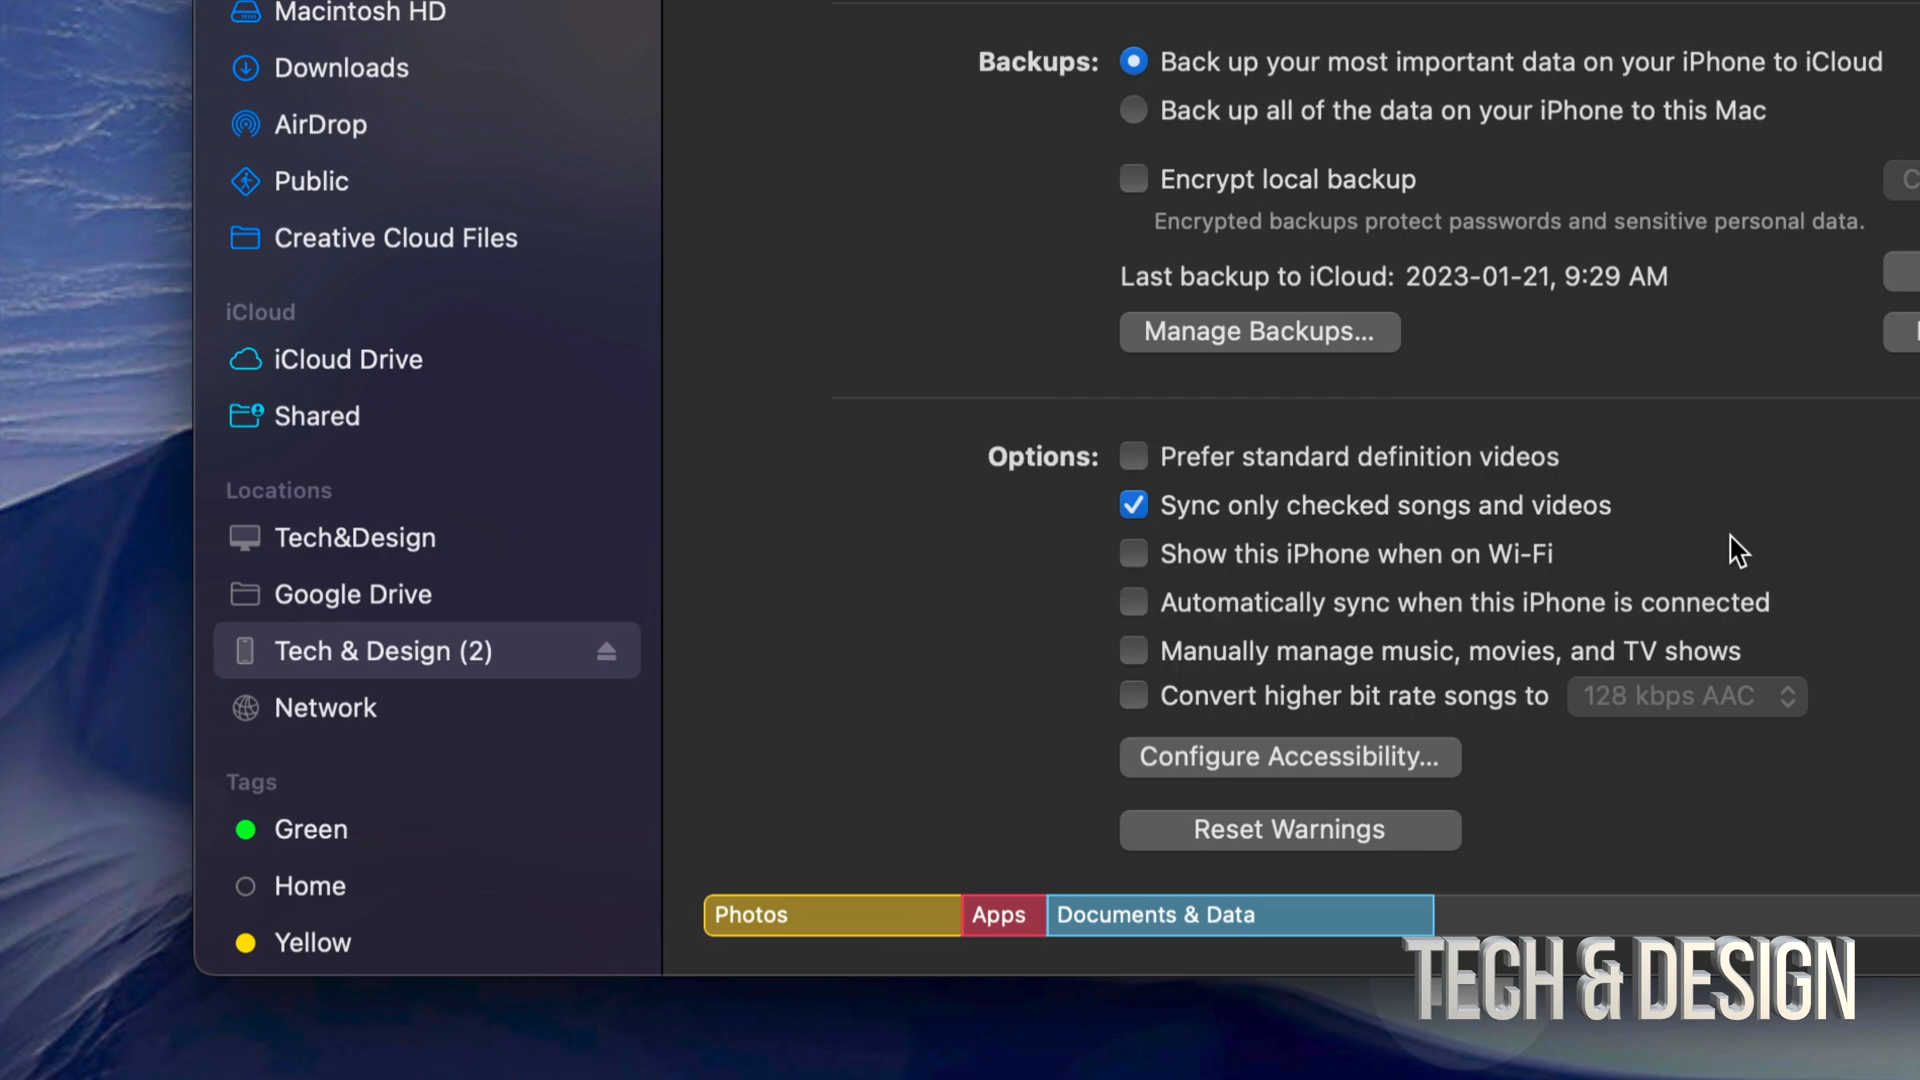 Macintosh HD
Downloads
AirDrop
Public
Creative Cloud Files
iCloud
iCloud Drive
Shared
Locations
Tech&Design
Google Drive
Tech & Design (2)
Network
Tags
Green
Home
Yellow
Backups: Back up your most important data on your iPhone to iCloud
Back up all of the data on your iPhone to this Mac
Encrypt local backup
Encrypted backups protect passwords and sensitive personal data.
Last backup to iCloud: 2023-01-21, 9:29 AM
Manage Backups...
Options: Prefer standard definition videos
Sync only checked songs and videos
Show this iPhone when on Wi-Fi
Automatically sync when this iPhone is connected
Manually manage music, movies, and TV shows
Convert higher bit rate songs to 128 kbps AAC
Configure Accessibility...
Reset Warnings
Photos Apps Documents & Data
TECH & DESIGN